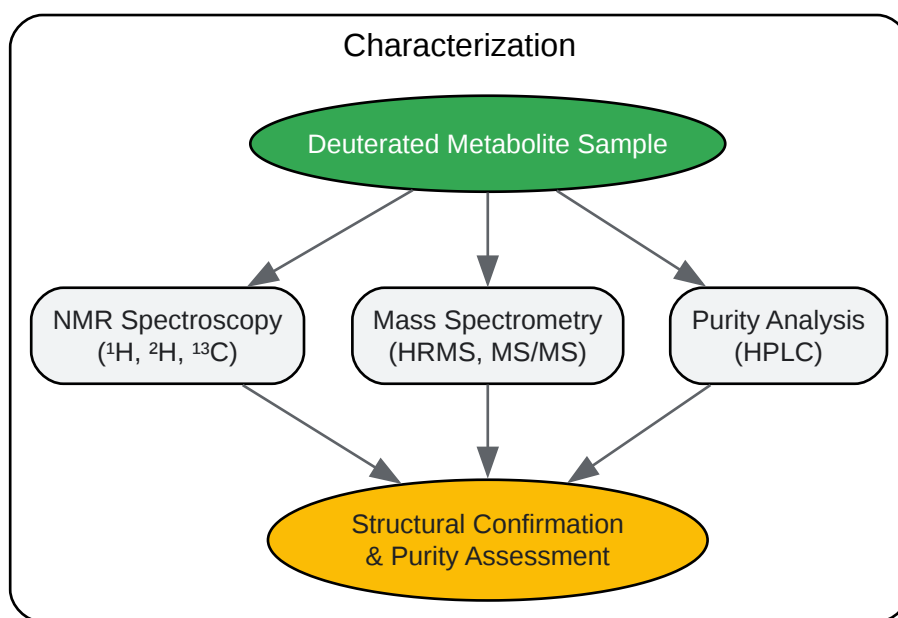 Characterization
Deuterated Metabolite Sample
NMR Spectroscopy
(¹H, ²H, ¹³C)
Mass Spectrometry
(HRMS, MS/MS)
Purity Analysis
(HPLC)
Structural Confirmation
& Purity Assessment